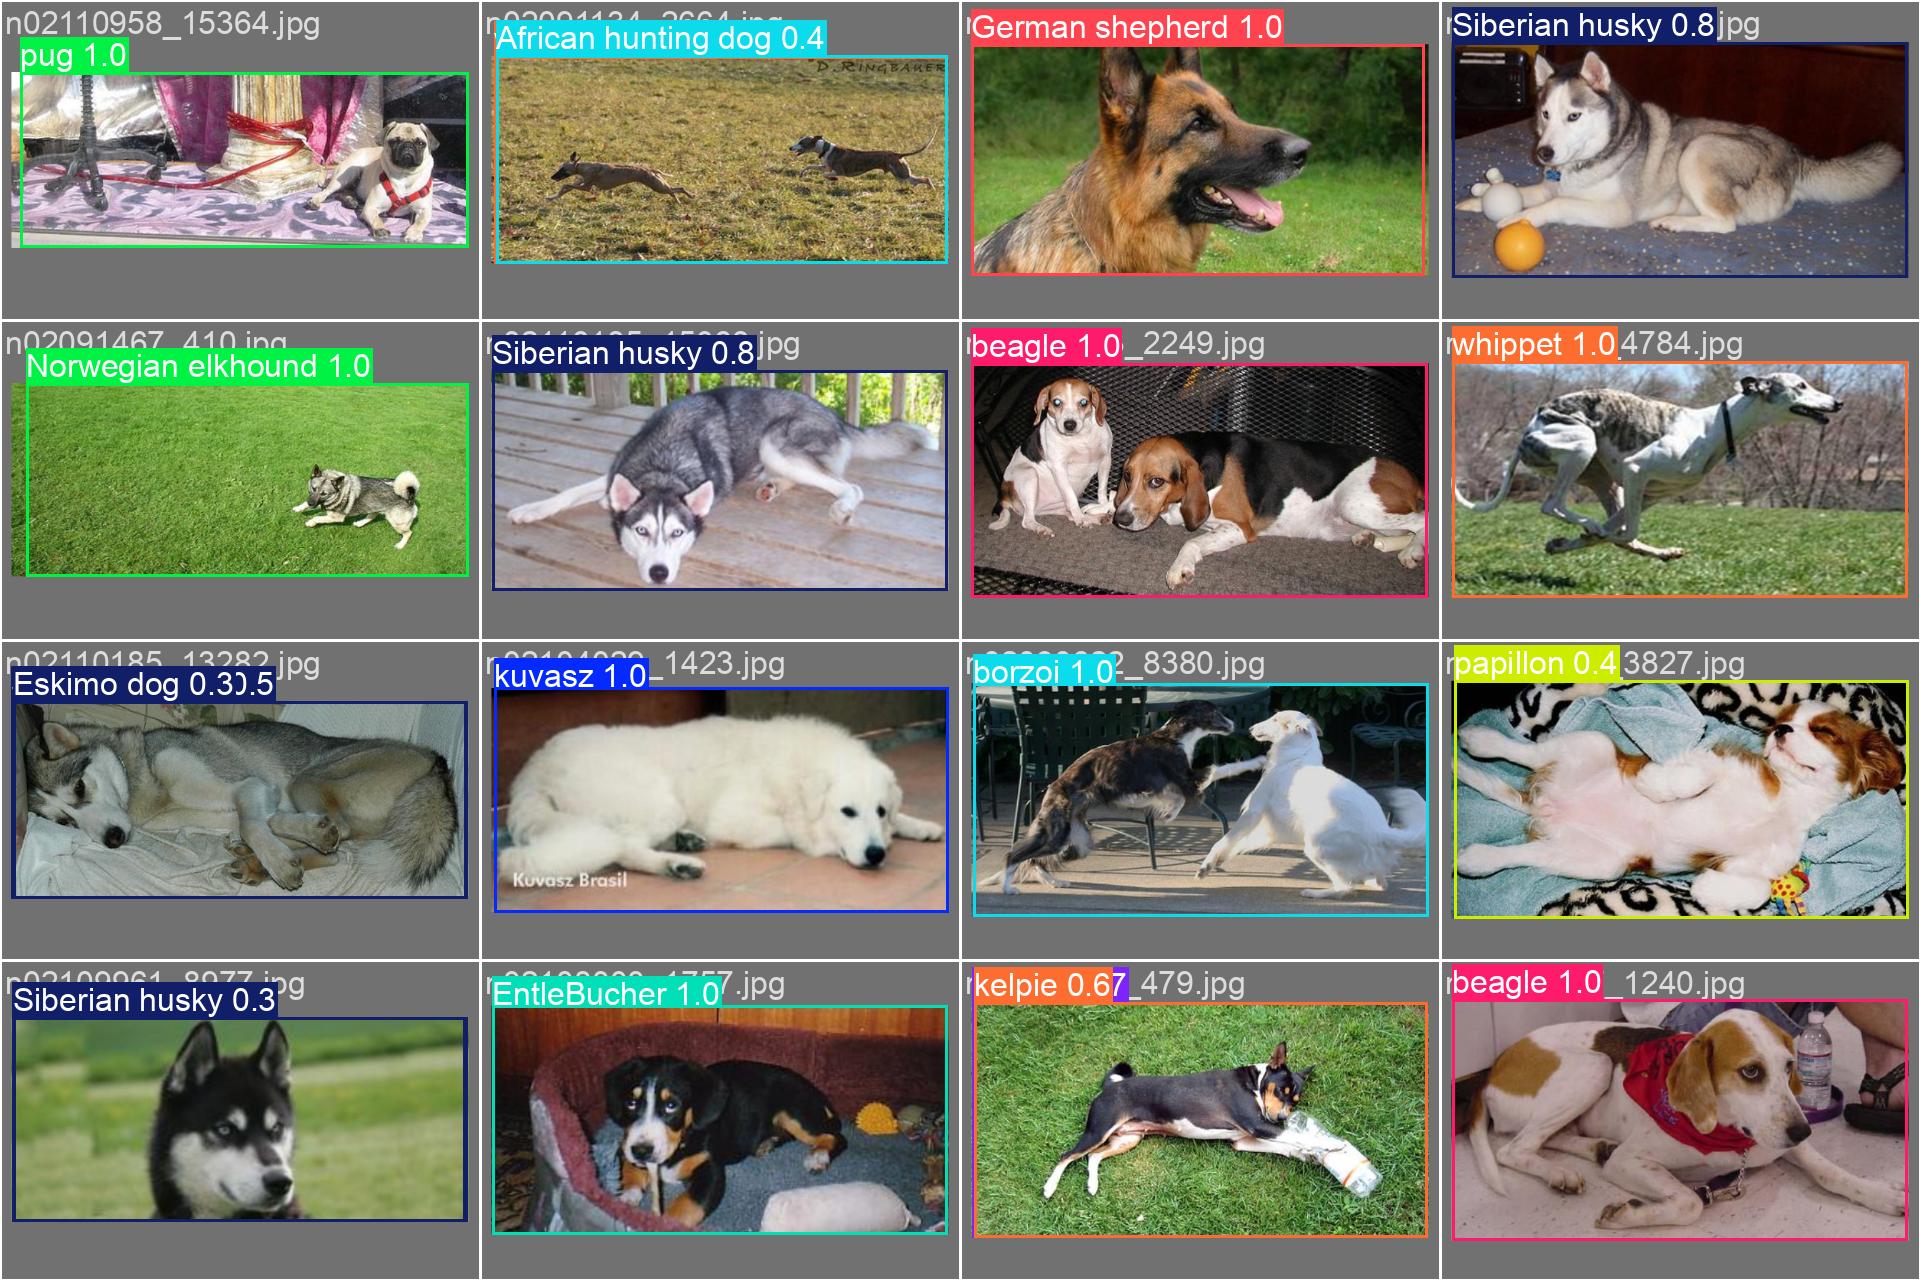 n02110958_15364.jpg
pug 1.0
African hunting dog 0.4
D. RINGBAUER
German shepherd 1.0
Siberian husky 0.8 jpg
n02091467_410.jpg
Norwegian elkhound 1.0
Siberian husky 0.8 jpg
beagle 1.0 _2249.jpg
whippet 1.0 4784.jpg
n02110185_13282.jpg
Eskimo dog 0.3 0.5
kuvasz 1.0 _1423.jpg
Kuvasz Brasil
borzoi 1.0 _8380.jpg
papillon 0.4 3827.jpg
n02109961_8977.jpg
Siberian husky 0.3
EntleBucher 1.0 7.jpg
kelpie 0.67 _479.jpg
beagle 1.0 _1240.jpg